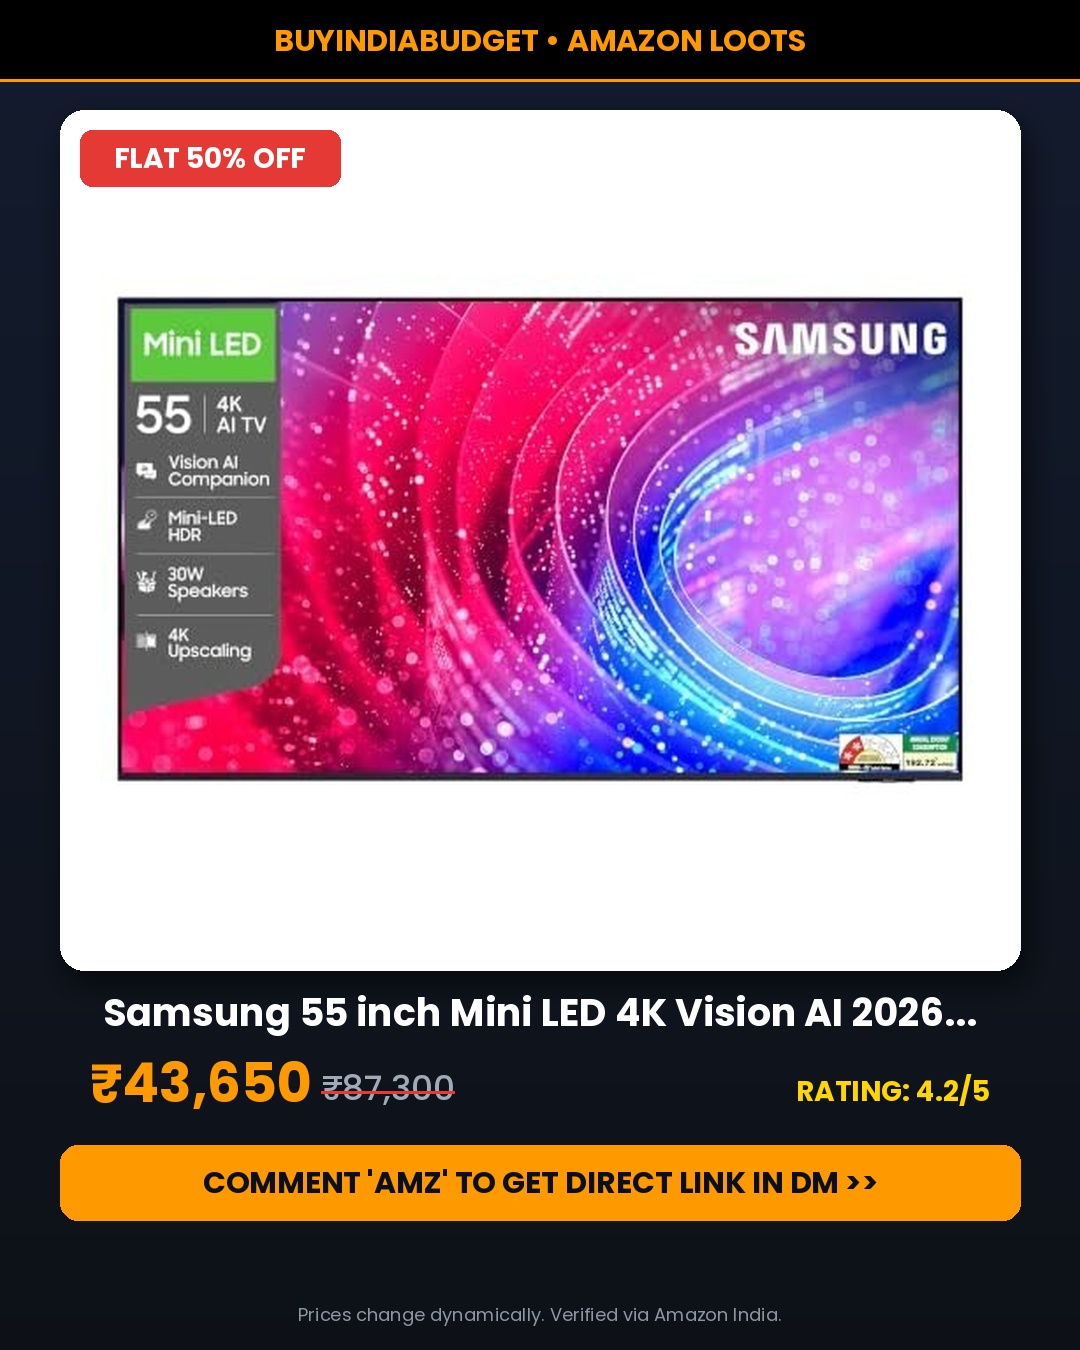 BUYINDIABUDGET • AMAZON LOOTS
FLAT 50% OFF
Mini LED
SAMSUNG
55 | 4K
AI TV
Vision AI
Companion
Mini-LED
HDR
30W
Speakers
4K
Upscaling
192.72
Samsung 55 inch Mini LED 4K Vision AI 2026...
₹43,650 ₹87,300
RATING: 4.2/5
COMMENT 'AMZ' TO GET DIRECT LINK IN DM >>
Prices change dynamically. Verified via Amazon India.